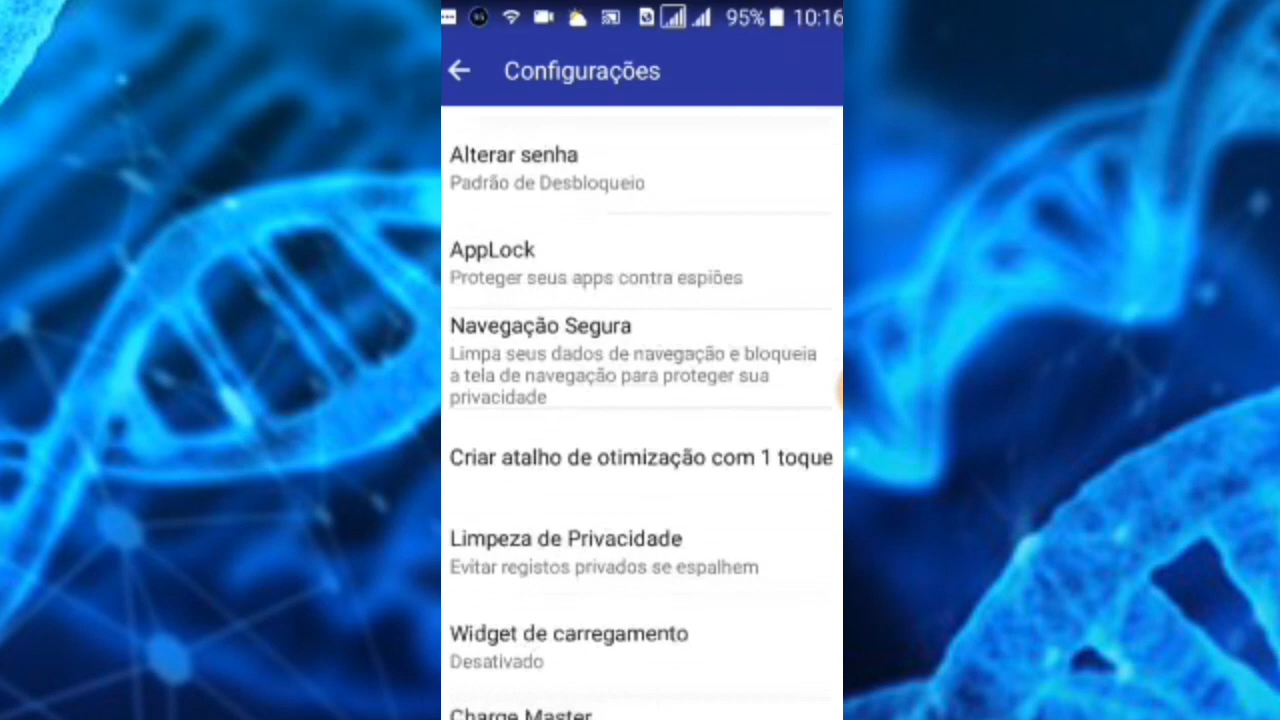 95% 10:16
Configurações
Alterar senha
Padrão de Desbloqueio
AppLock
Proteger seus apps contra espiões
Navegação Segura
Limpa seus dados de navegação e bloqueia
a tela de navegação para proteger sua
privacidade
Criar atalho de otimização com 1 toque
Limpeza de Privacidade
Evitar registos privados se espalhem
Widget de carregamento
Desativado
Charge Master